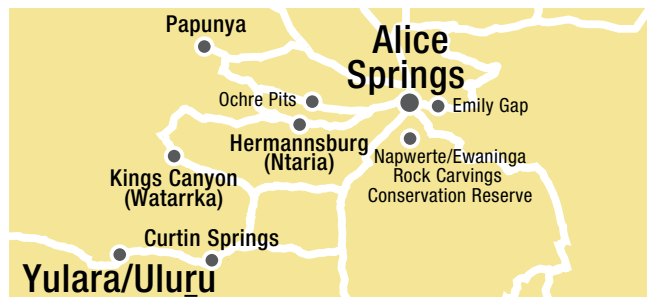 Papunya
Alice
Springs
Ochre Pits
Emily Gap
Hermannsburg
(Ntaria)
Napwerte/Ewaninga
Rock Carvings
Conservation Reserve
Kings Canyon
(Watarrka)
Curtin Springs
Yulara/Uluru